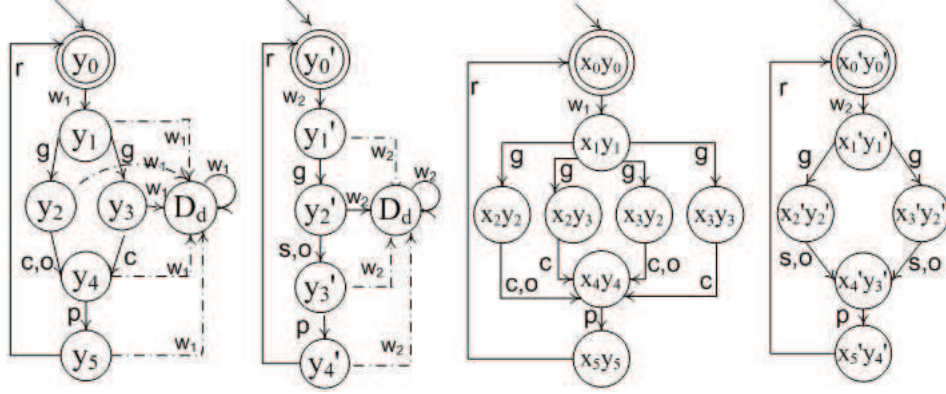 y₀ y₀' x₀y₀ x₀'y₀'
r w₁ r w₂ r w₁ r w₂
y₁ w₁ y₁' w₂ x₁y₁ x₁'y₁'
g g w₁ w₁ w₁ g w₂ g g g g g g
y₂ y₃ D_d y₂' w₂ D_d x₂y₂ x₂y₃ x₃y₂ x₃y₃ x₂'y₂' x₃'y₂'
c,o c w₁ s,o w₂ c,o c c,o c s,o s,o
y₄ y₃' x₄y₄ x₄'y₃'
p p p p
y₅ w₁ y₄' w₂ x₅y₅ x₅'y₄'